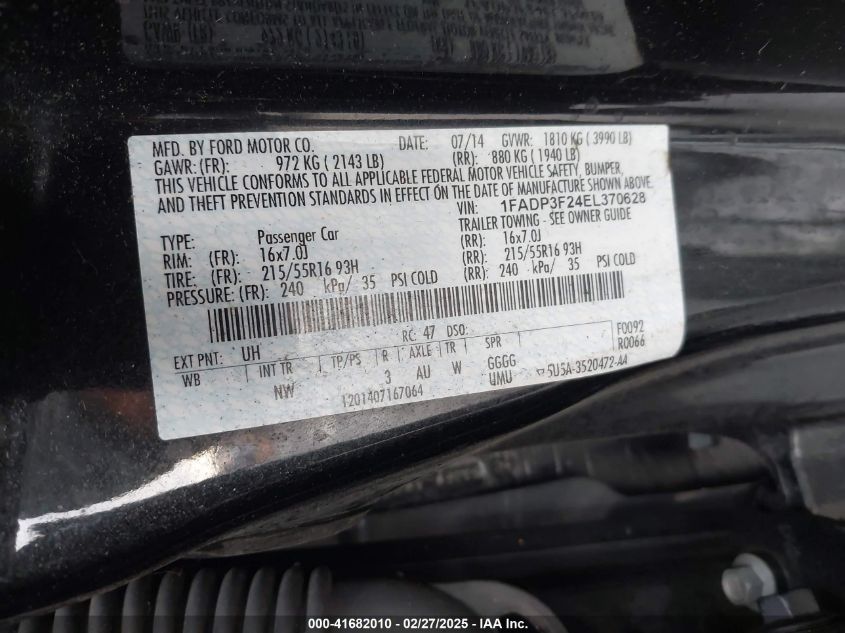 MFD. BY FORD MOTOR CO. DATE: 07/14 GVWR: 1810 KG ( 3990 LB)
GAWR: (FR): 972 KG ( 2143 LB) (RR): 880 KG ( 1940 LB)
THIS VEHICLE CONFORMS TO ALL APPLICABLE FEDERAL MOTOR VEHICLE SAFETY, BUMPER,
AND THEFT PREVENTION STANDARDS IN EFFECT ON THE DATE OF MANUFACTURE SHOWN ABOVE.
VIN: 1FADP3F24EL370628
TRAILER TOWING - SEE OWNER GUIDE
TYPE: Passenger Car
RIM: (FR): 16x7.0J (RR): 16x7.0J
TIRE: (FR): 215/55R16 93H (RR): 215/55R16 93H
PRESSURE: (FR): 240 kPa/ 35 PSI COLD (RR): 240 kPa/ 35 PSI COLD
EXT PNT: UH RC: 47 DSO: F0092
WB INT TR TP/PS R AXLE TR SPR R0066
NW 3 AU W GGGG
1201407167064 UMU 5U5A-3520472-AA
000-41682010 - 02/27/2025 - IAA Inc.